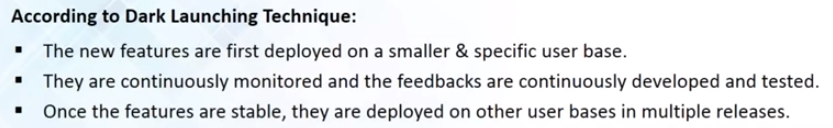 According to Dark Launching Technique:
▪ The new features are first deployed on a smaller & specific user base.
▪ They are continuously monitored and the feedbacks are continuously developed and tested.
▪ Once the features are stable, they are deployed on other user bases in multiple releases.